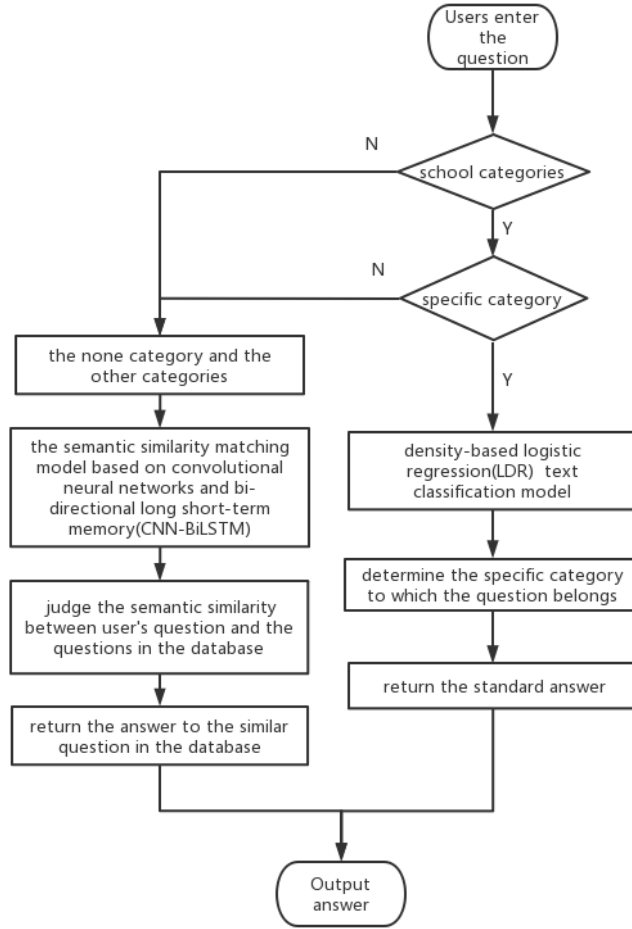 Users enter
the
question
N
school categories
Y
N
specific category
the none category and the
other categories
Y
the semantic similarity matching
model based on convolutional
neural networks and bi-
directional long short-term
memory(CNN-BiLSTM)
density-based logistic
regression(LDR) text
classification model
judge the semantic similarity
between user's question and the
questions in the database
determine the specific category
to which the question belongs
return the answer to the similar
question in the database
return the standard answer
Output
answer